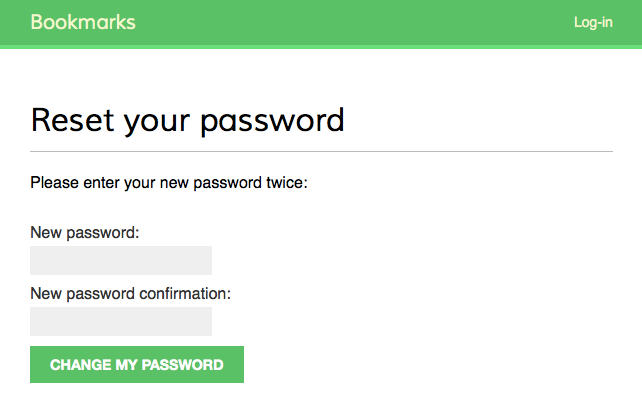 Bookmarks
Log-in
Reset your password
Please enter your new password twice:
New password:
New password confirmation:
CHANGE MY PASSWORD